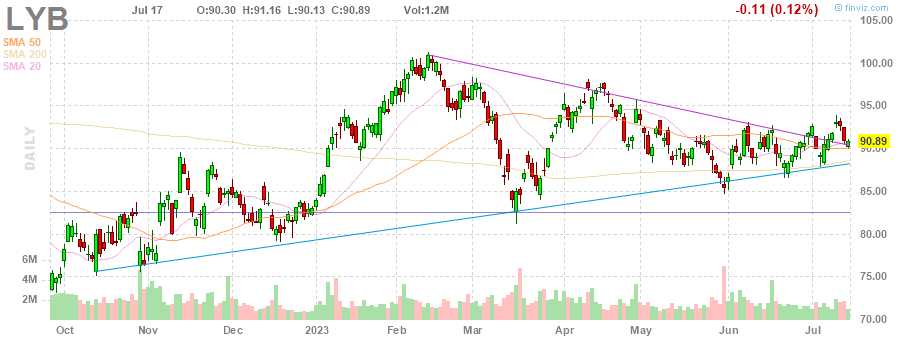 LYB
Jul 17 O:90.30 H:91.16 L:90.13 C:90.89 Vol:1.2M -0.11 (0.12%) finviz.com
SMA 50
SMA 200
SMA 20
DAILY
105.00
100.00
95.00
90.89
90.00
85.00
80.00
75.00
70.00
6M
4M
2M
Oct Nov Dec 2023 Feb Mar Apr May Jun Jul